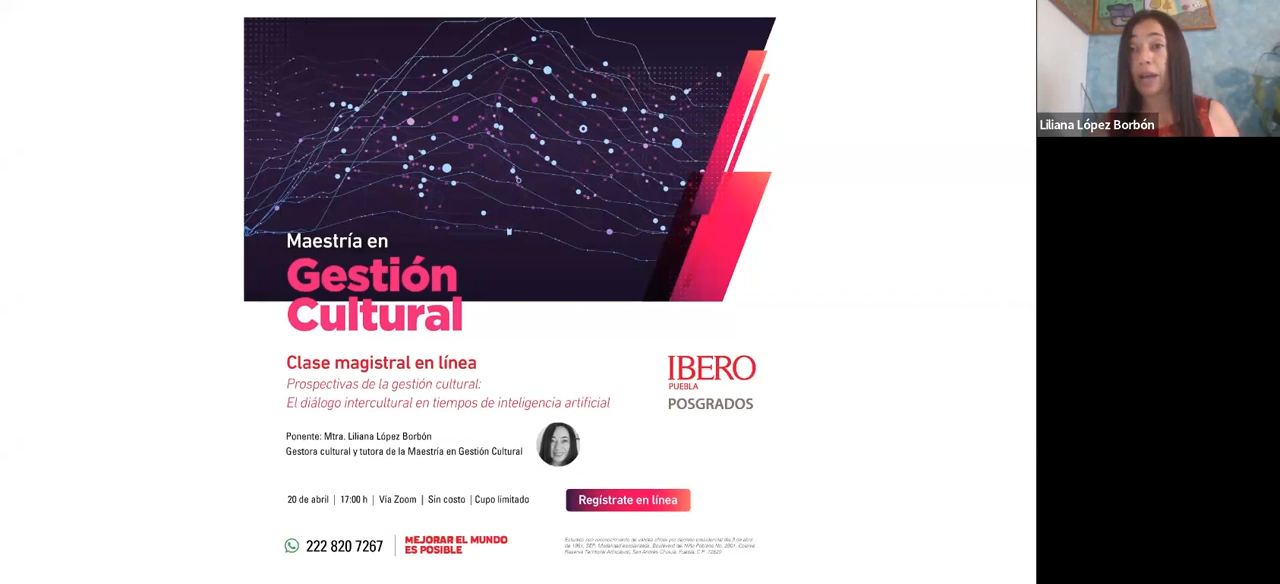 Maestría en
Gestión
Cultural
Clase magistral en línea
Prospectivas de la gestión cultural:
El diálogo intercultural en tiempos de inteligencia artificial
IBERO
PUEBLA
POSGRADOS
Ponente: Mtra. Liliana López Borbón
Gestora cultural y tutora de la Maestría en Gestión Cultural
20 de abril | 17:00 h | Vía Zoom | Sin costo | Cupo limitado
Regístrate en línea
222 820 7267
MEJORAR EL MUNDO
ES POSIBLE
Liliana López Borbón